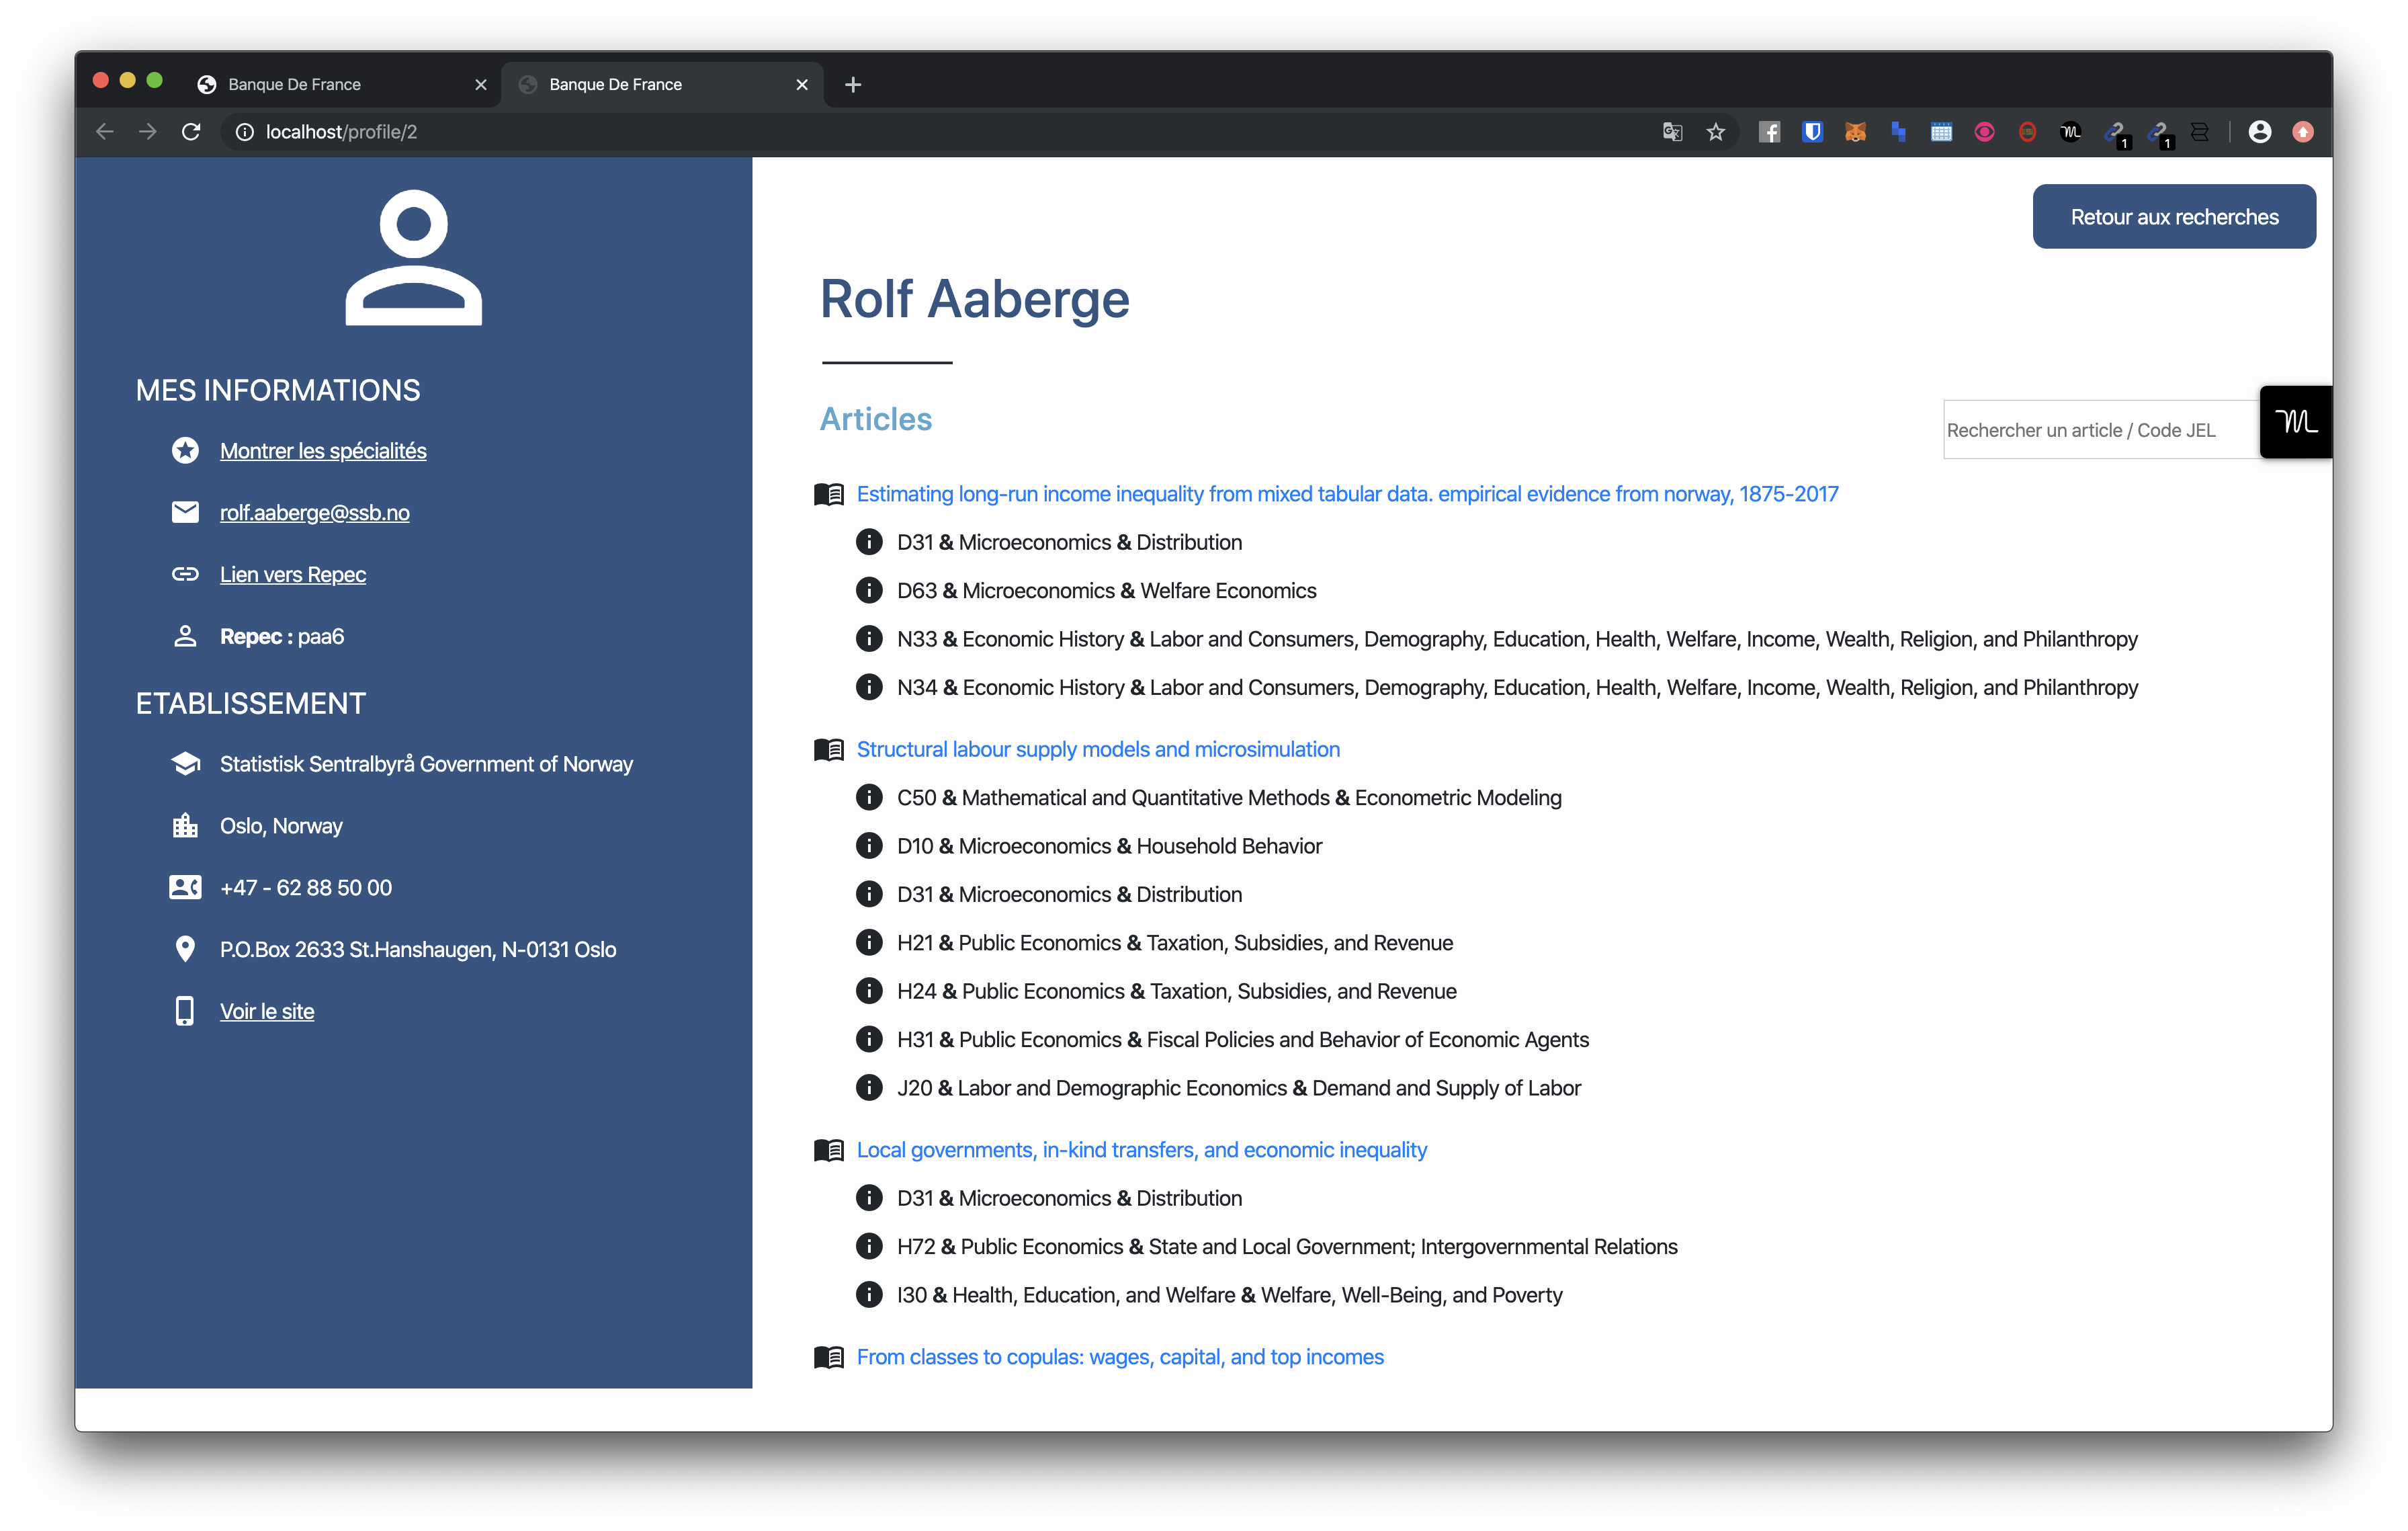 Banque De France
Banque De France
localhost/profile/2
1
1
Retour aux recherches
MES INFORMATIONS
Montrer les spécialités
rolf.aaberge@ssb.no
Lien vers Repec
Repec : paa6
ETABLISSEMENT
Statistisk Sentralbyrå Government of Norway
Oslo, Norway
+47 - 62 88 50 00
P.O.Box 2633 St.Hanshaugen, N-0131 Oslo
Voir le site
Rolf Aaberge
Articles
Rechercher un article / Code JEL
Estimating long-run income inequality from mixed tabular data. empirical evidence from norway, 1875-2017
D31 & Microeconomics & Distribution
D63 & Microeconomics & Welfare Economics
N33 & Economic History & Labor and Consumers, Demography, Education, Health, Welfare, Income, Wealth, Religion, and Philanthropy
N34 & Economic History & Labor and Consumers, Demography, Education, Health, Welfare, Income, Wealth, Religion, and Philanthropy
Structural labour supply models and microsimulation
C50 & Mathematical and Quantitative Methods & Econometric Modeling
D10 & Microeconomics & Household Behavior
D31 & Microeconomics & Distribution
H21 & Public Economics & Taxation, Subsidies, and Revenue
H24 & Public Economics & Taxation, Subsidies, and Revenue
H31 & Public Economics & Fiscal Policies and Behavior of Economic Agents
J20 & Labor and Demographic Economics & Demand and Supply of Labor
Local governments, in-kind transfers, and economic inequality
D31 & Microeconomics & Distribution
H72 & Public Economics & State and Local Government; Intergovernmental Relations
I30 & Health, Education, and Welfare & Welfare, Well-Being, and Poverty
From classes to copulas: wages, capital, and top incomes